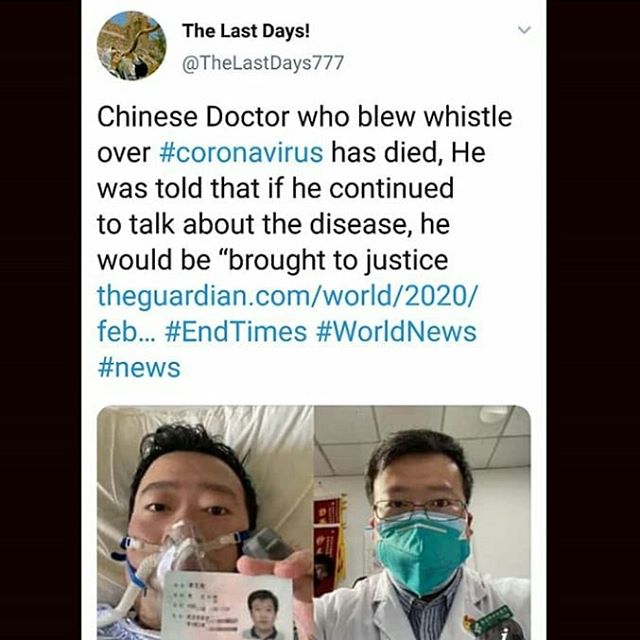 The Last Days!
@TheLastDays777
Chinese Doctor who blew whistle
over #coronavirus has died, He
was told that if he continued
to talk about the disease, he
would be “brought to justice
theguardian.com/world/2020/
feb... #EndTimes #WorldNews
#news